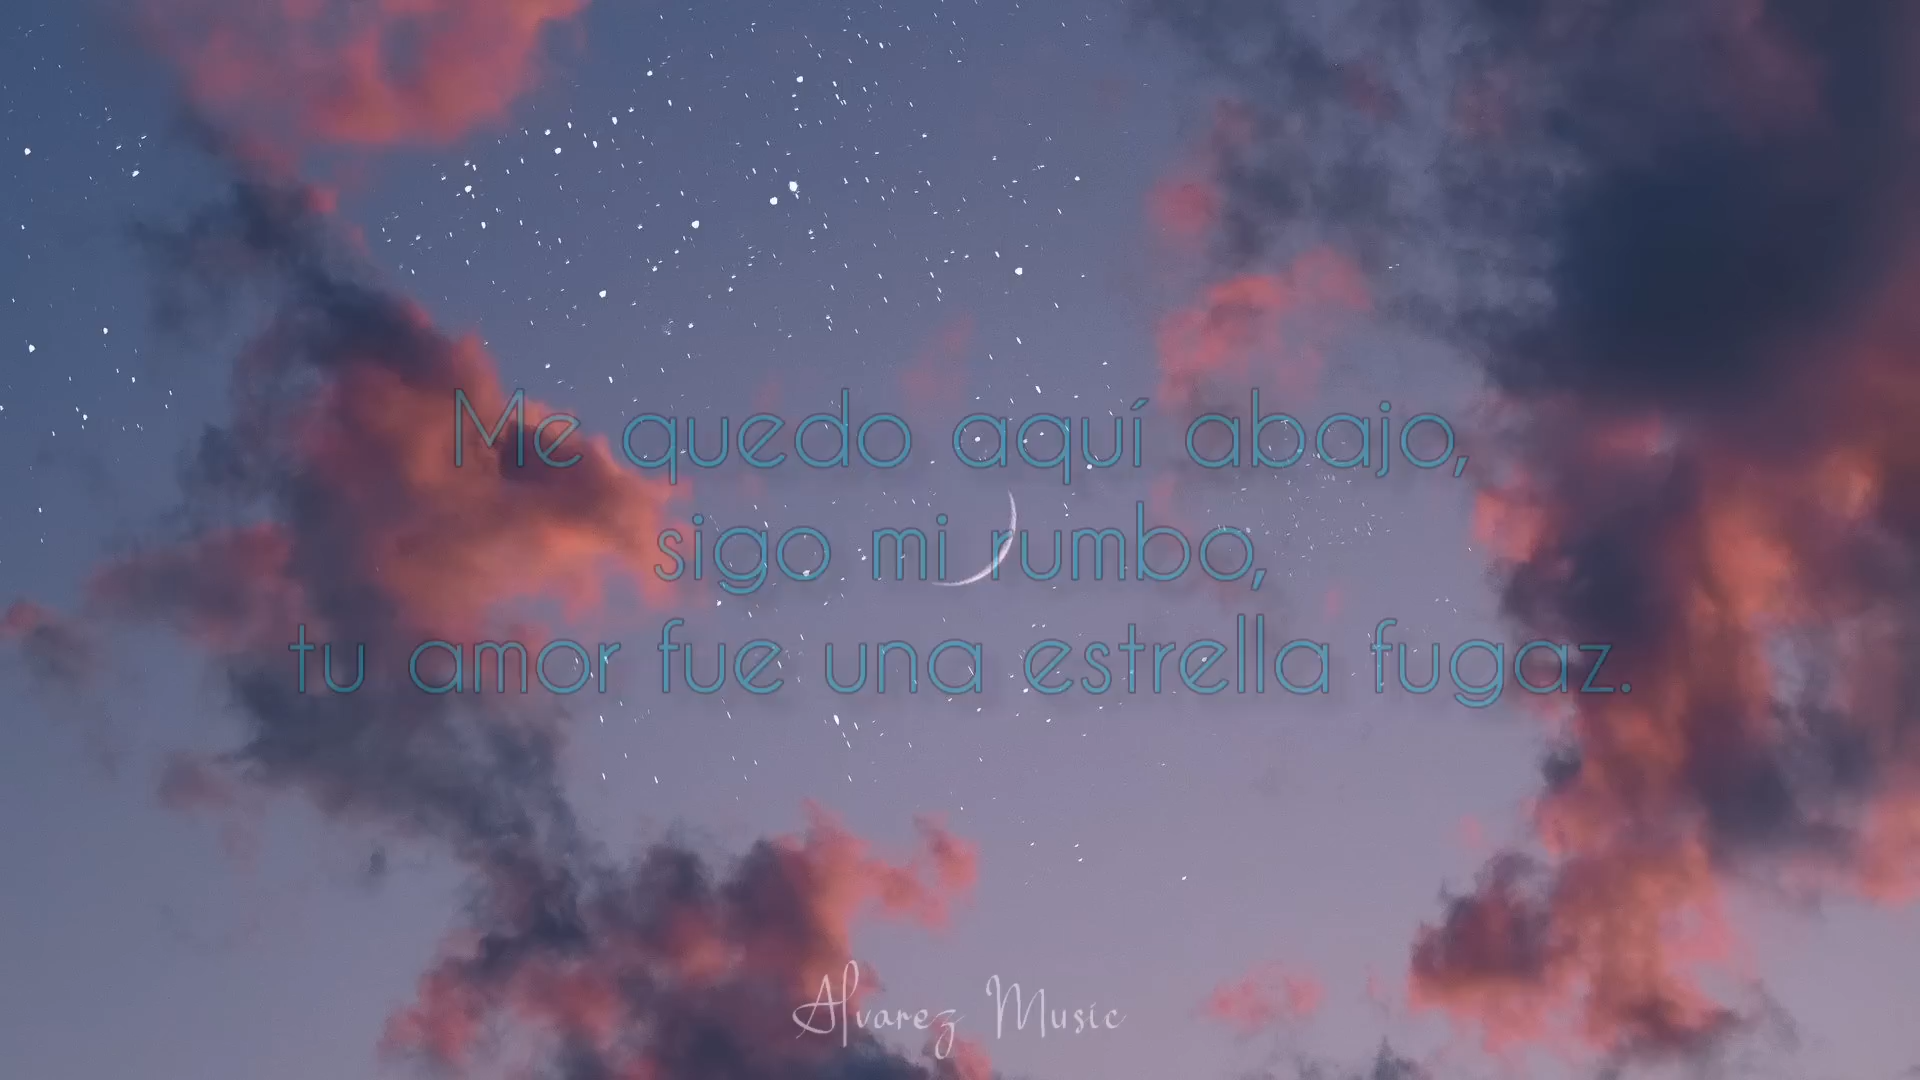 Me quedo aquí abajo,
sigo mi rumbo,
tu amor fue una estrella fugaz.
Alvarez Music